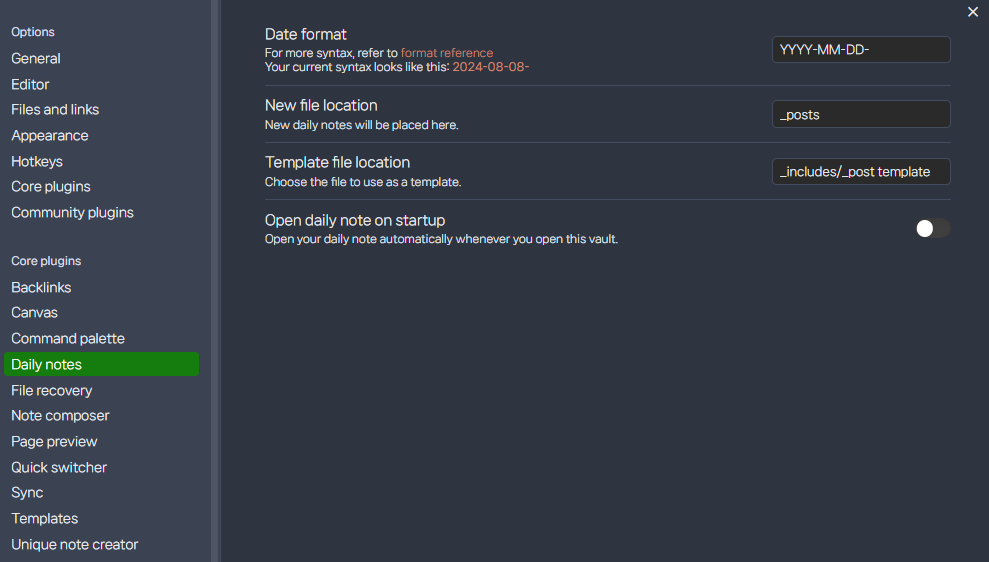 Options
General
Editor
Files and links
Appearance
Hotkeys
Core plugins
Community plugins
Core plugins
Backlinks
Canvas
Command palette
Daily notes
File recovery
Note composer
Page preview
Quick switcher
Sync
Templates
Unique note creator
Date format
For more syntax, refer to format reference
Your current syntax looks like this: 2024-08-08-
YYYY-MM-DD-
New file location
New daily notes will be placed here.
_posts
Template file location
Choose the file to use as a template.
_includes/_post template
Open daily note on startup
Open your daily note automatically whenever you open this vault.